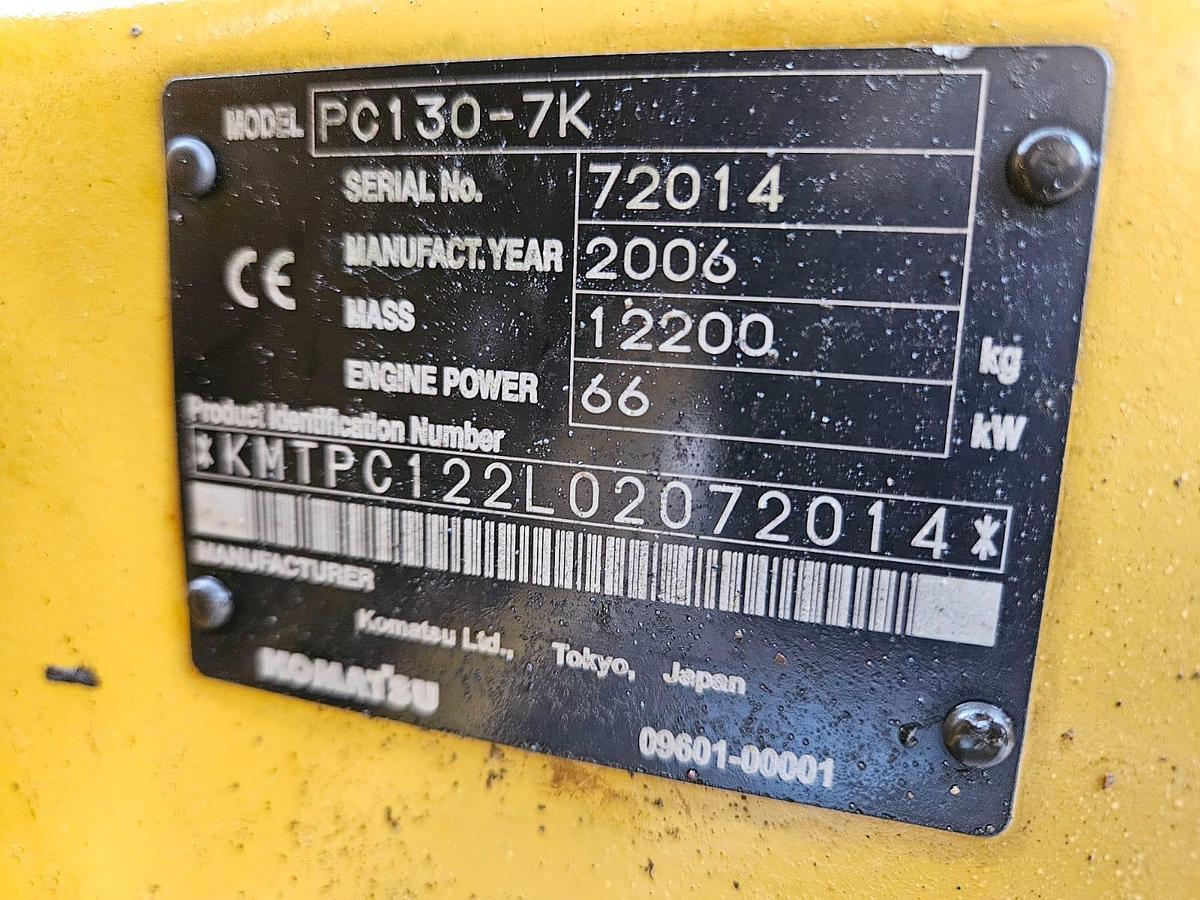 MODEL PC130-7K
SERIAL No. 72014
MANUFACT.YEAR 2006
CE
MASS 12200 kg
ENGINE POWER 66 kW
Product Identification Number
*KMTPC122L02072014*
MANUFACTURER
Komatsu Ltd., Tokyo, Japan
KOMATSU
09601-00001